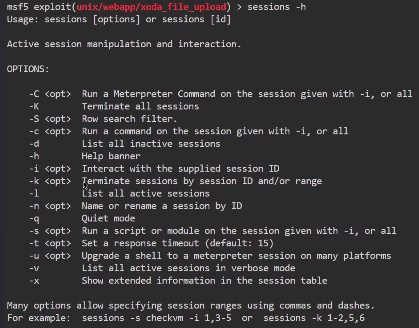 msf5 exploit(unix/webapp/xoda_file_upload) > sessions -h
Usage: sessions [options] or sessions [id]

Active session manipulation and interaction.

OPTIONS:

    -C <opt>  Run a Meterpreter Command on the session given with -i, or all
    -K        Terminate all sessions
    -S <opt>  Row search filter.
    -c <opt>  Run a command on the session given with -i, or all
    -d        List all inactive sessions
    -h        Help banner
    -i <opt>  Interact with the supplied session ID
    -k <opt>  Terminate sessions by session ID and/or range
    -l        List all active sessions
    -n <opt>  Name or rename a session by ID
    -q        Quiet mode
    -s <opt>  Run a script or module on the session given with -i, or all
    -t <opt>  Set a response timeout (default: 15)
    -u <opt>  Upgrade a shell to a meterpreter session on many platforms
    -v        List all active sessions in verbose mode
    -x        Show extended information in the session table

Many options allow specifying session ranges using commas and dashes.
For example:  sessions -s checkvm -i 1,3-5  or  sessions -k 1-2,5,6